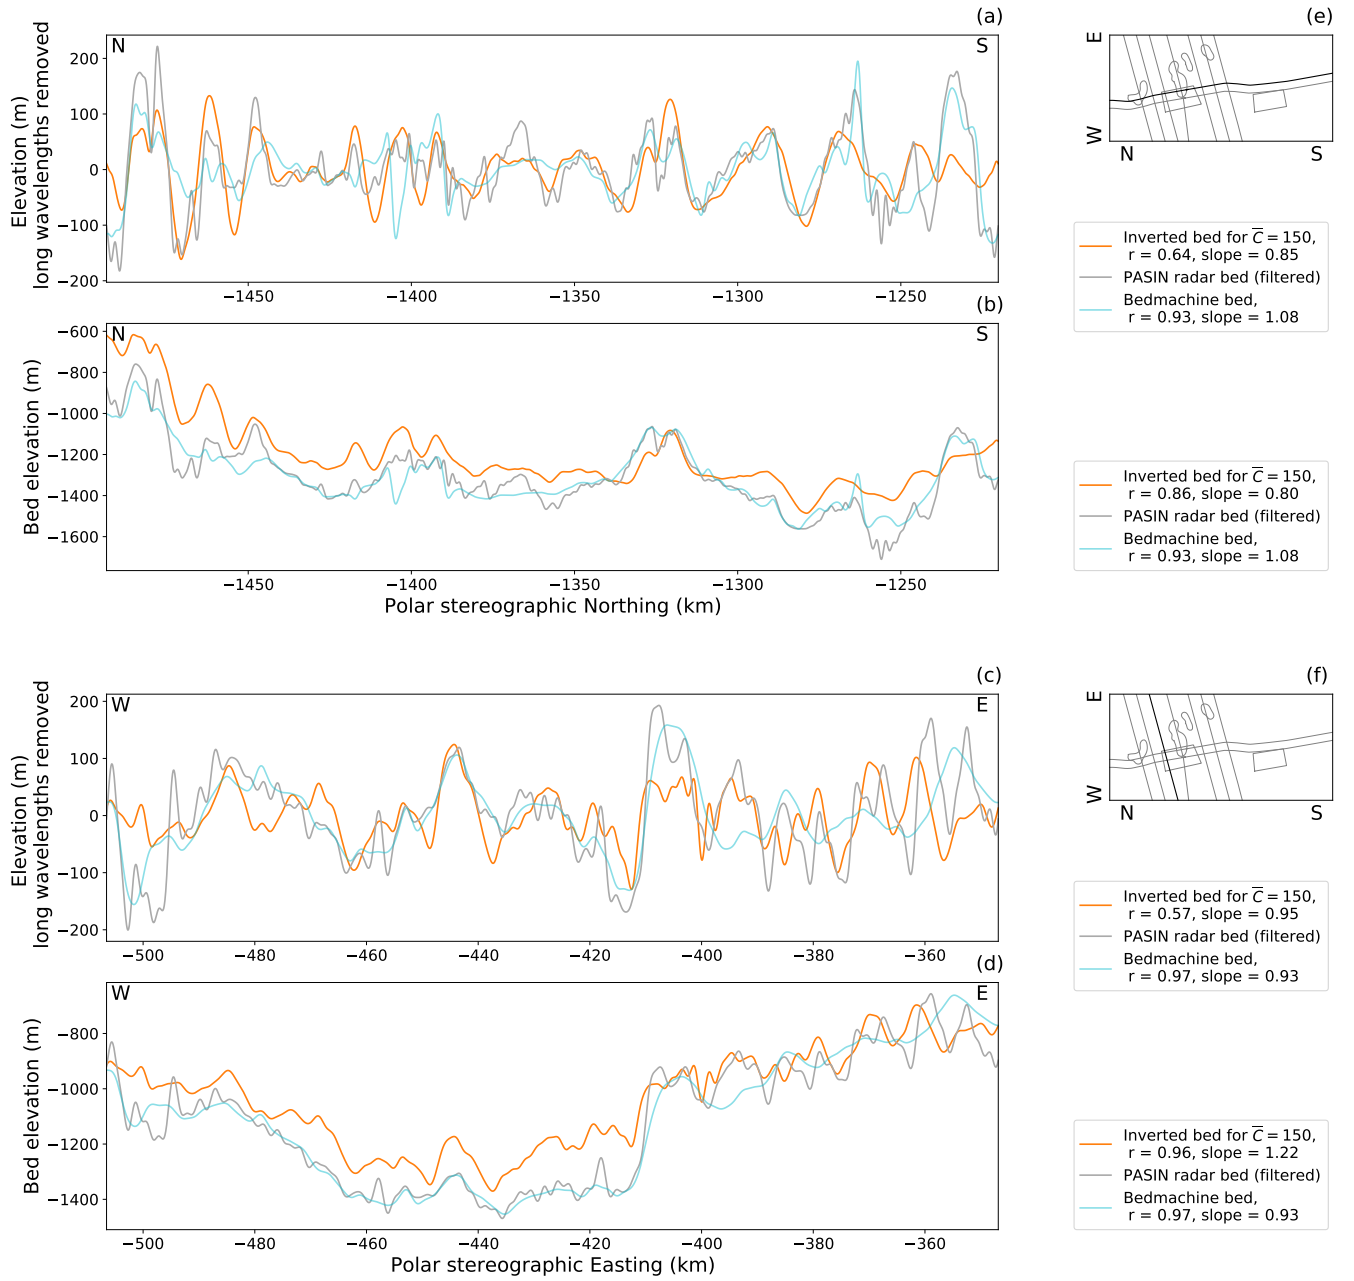 (a)
(e)
N
S
200
100
0
−100
−200
Elevation (m)
long wavelengths removed
−1450
−1400
−1350
−1300
−1250
E
W
N
S
Inverted bed for C̅ = 150,
r = 0.64, slope = 0.85
PASIN radar bed (filtered)
Bedmachine bed,
r = 0.93, slope = 1.08
(b)
N
S
−600
−800
−1000
−1200
−1400
−1600
Bed elevation (m)
−1450
−1400
−1350
−1300
−1250
Polar stereographic Northing (km)
Inverted bed for C̅ = 150,
r = 0.86, slope = 0.80
PASIN radar bed (filtered)
Bedmachine bed,
r = 0.93, slope = 1.08
(c)
(f)
W
E
200
100
0
−100
−200
Elevation (m)
long wavelengths removed
−500
−480
−460
−440
−420
−400
−380
−360
E
W
N
S
Inverted bed for C̅ = 150,
r = 0.57, slope = 0.95
PASIN radar bed (filtered)
Bedmachine bed,
r = 0.97, slope = 0.93
(d)
W
E
−800
−1000
−1200
−1400
Bed elevation (m)
−500
−480
−460
−440
−420
−400
−380
−360
Polar stereographic Easting (km)
Inverted bed for C̅ = 150,
r = 0.96, slope = 1.22
PASIN radar bed (filtered)
Bedmachine bed,
r = 0.97, slope = 0.93